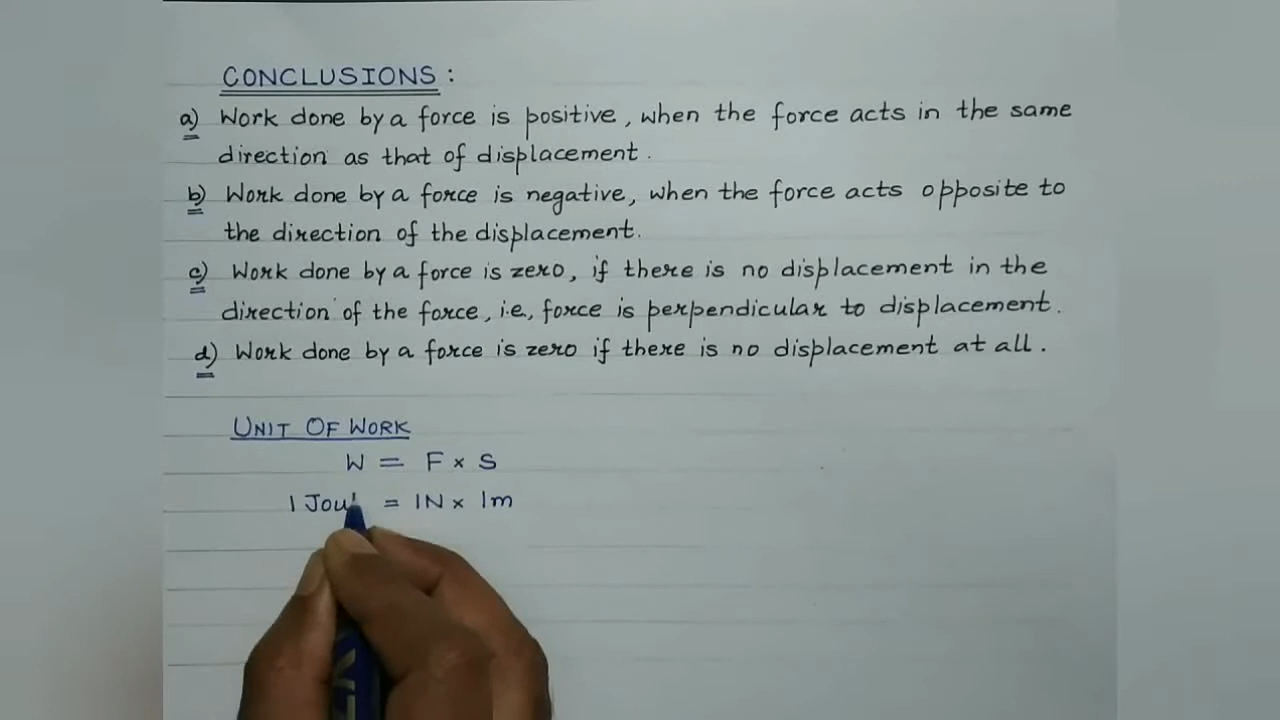 CONCLUSIONS :
a) Work done by a force is positive, when the force acts in the same
direction as that of displacement.
b) Work done by a force is negative, when the force acts opposite to
the direction of the displacement.
c) Work done by a force is zero, if there is no displacement in the
direction of the force, i.e., force is perpendicular to displacement.
d) Work done by a force is zero if there is no displacement at all.
UNIT OF WORK
W = F × S
1 Joul = 1N × 1m